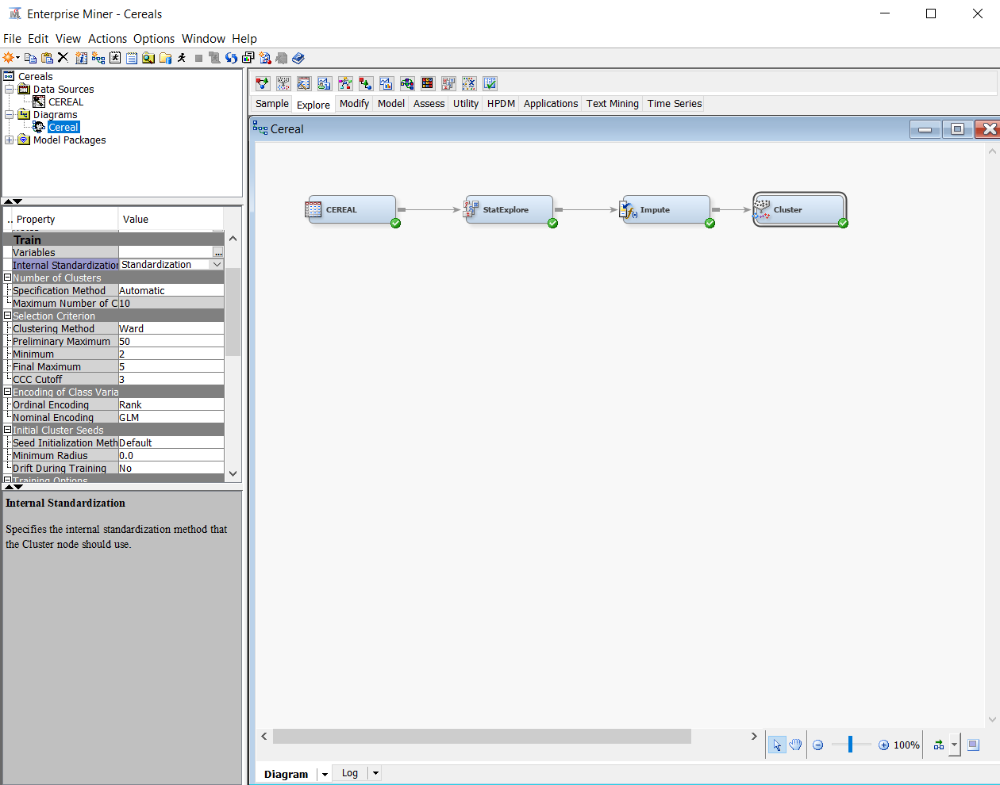 Enterprise Miner - Cereals
File Edit View Actions Options Window Help
Cereals
Data Sources
CEREAL
Diagrams
Cereal
Model Packages
.. Property Value
Train
Variables ...
Internal Standardization Standardization
Number of Clusters
Specification Method Automatic
Maximum Number of C 10
Selection Criterion
Clustering Method Ward
Preliminary Maximum 50
Minimum 2
Final Maximum 5
CCC Cutoff 3
Encoding of Class Varia
Ordinal Encoding Rank
Nominal Encoding GLM
Initial Cluster Seeds
Seed Initialization Meth Default
Minimum Radius 0.0
Drift During Training No
Training Options
Internal Standardization
Specifies the internal standardization method that
the Cluster node should use.
Sample Explore Modify Model Assess Utility HPDM Applications Text Mining Time Series
Cereal
CEREAL StatExplore Impute Cluster
100%
Diagram Log